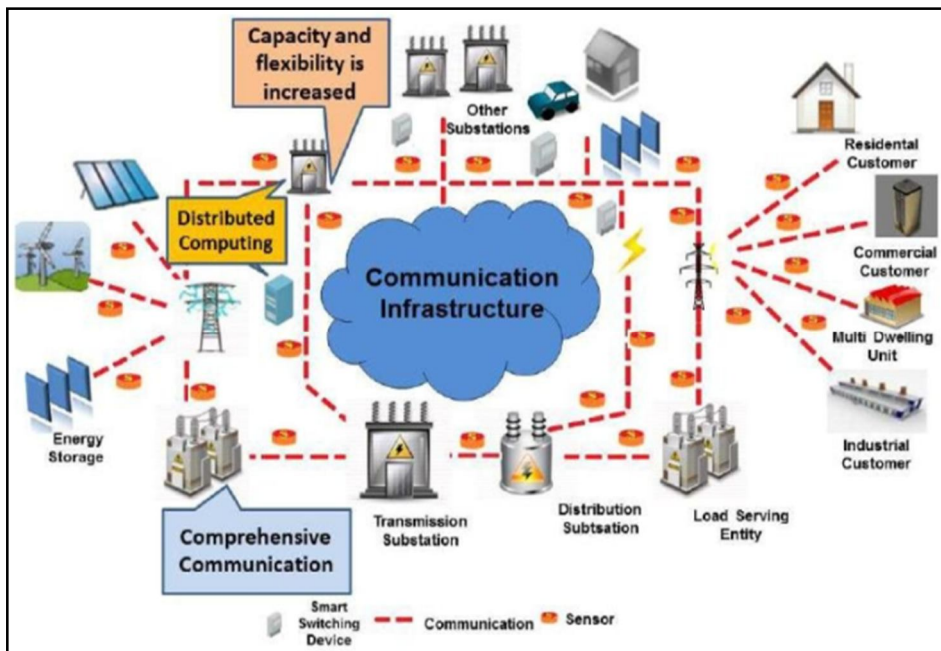 Capacity and
flexibility is
increased
Other
Substations
Residental
Customer
Distributed
Computing
Commercial
Customer
Communication
Infrastructure
Multi Dwelling
Unit
Energy
Storage
Industrial
Customer
Transmission
Substation
Distribution
Subtsation
Load Serving
Entity
Comprehensive
Communication
Smart
Switching
Device
Communication
Sensor